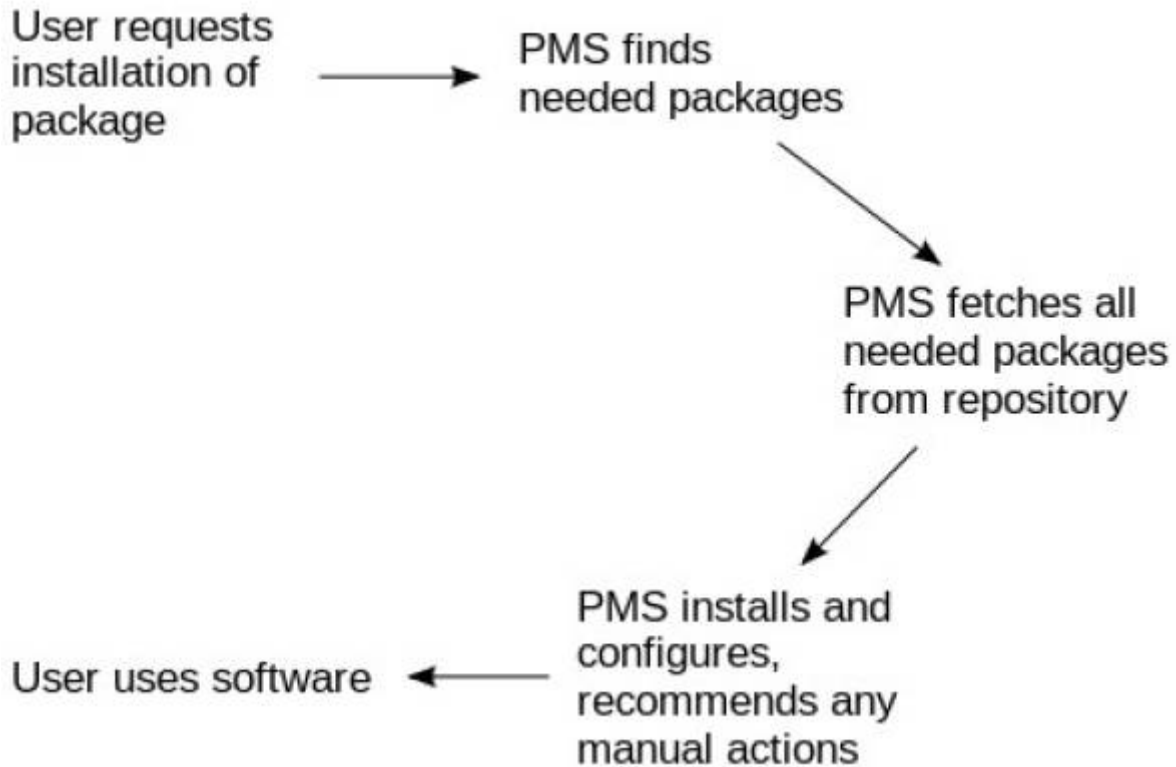 User requests
installation of
package
PMS finds
needed packages
PMS fetches all
needed packages
from repository
PMS installs and
configures,
recommends any
manual actions
User uses software